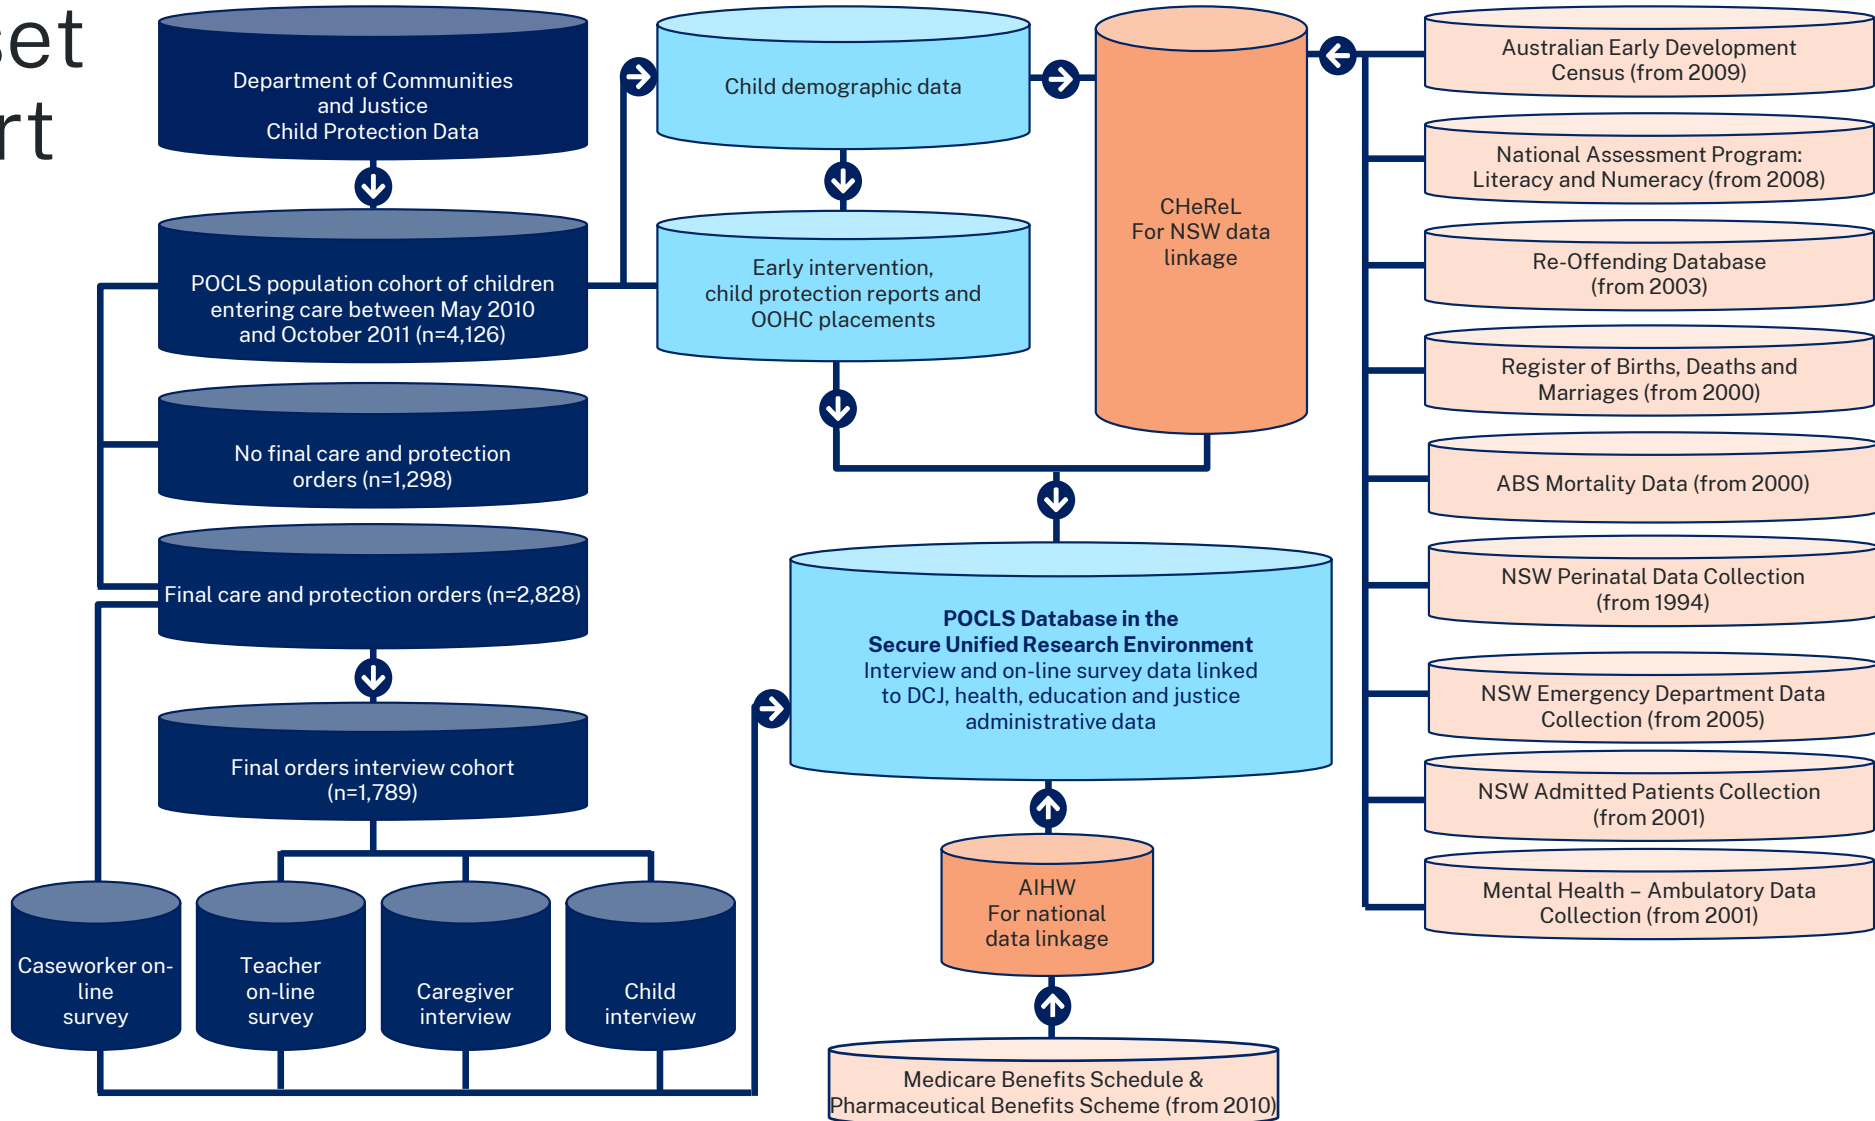 set
rt
Department of Communities
and Justice
Child Protection Data
POCLS population cohort of children
entering care between May 2010
and October 2011 (n=4,126)
No final care and protection
orders (n=1,298)
Final care and protection orders (n=2,828)
Final orders interview cohort
(n=1,789)
Caseworker on-
line
survey
Teacher
on-line
survey
Caregiver
interview
Child
interview
Child demographic data
Early intervention,
child protection reports and
OOHC placements
CHeReL
For NSW data
linkage
POCLS Database in the
Secure Unified Research Environment
Interview and on-line survey data linked
to DCJ, health, education and justice
administrative data
AIHW
For national
data linkage
Medicare Benefits Schedule &
Pharmaceutical Benefits Scheme (from 2010)
Australian Early Development
Census (from 2009)
National Assessment Program:
Literacy and Numeracy (from 2008)
Re-Offending Database
(from 2003)
Register of Births, Deaths and
Marriages (from 2000)
ABS Mortality Data (from 2000)
NSW Perinatal Data Collection
(from 1994)
NSW Emergency Department Data
Collection (from 2005)
NSW Admitted Patients Collection
(from 2001)
Mental Health – Ambulatory Data
Collection (from 2001)